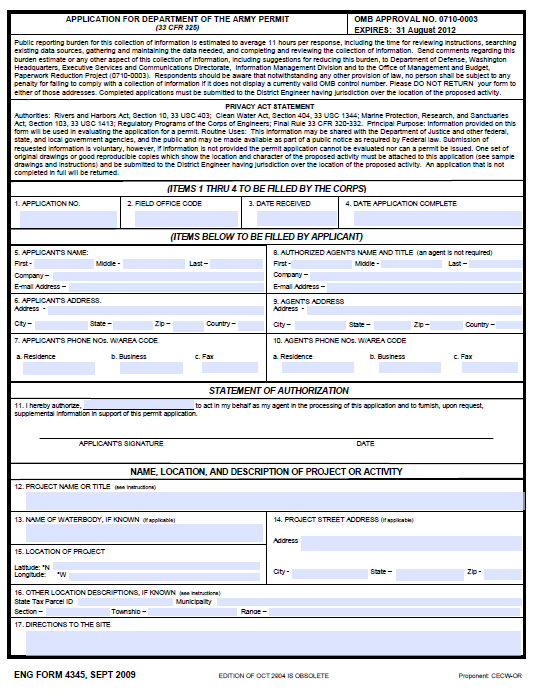 APPLICATION FOR DEPARTMENT OF THE ARMY PERMIT
(33 CFR 325)
OMB APPROVAL NO. 0710-0003
EXPIRES: 31 August 2012
Public reporting burden for this collection of information is estimated to average 11 hours per response, including the time for reviewing instructions, searching
existing data sources, gathering and maintaining the data needed, and completing and reviewing the collection of information. Send comments regarding this
burden estimate or any other aspect of this collection of information, including suggestions for reducing this burden, to Department of Defense, Washington
Headquarters, Executive Services and Communications Directorate, Information Management Division and to the Office of Management and Budget,
Paperwork Reduction Project (0710-0003). Respondents should be aware that notwithstanding any other provision of law, no person shall be subject to any
penalty for failing to comply with a collection of information if it does not display a currently valid OMB control number. Please DO NOT RETURN your form to
either of those addresses. Completed applications must be submitted to the District Engineer having jurisdiction over the location of the proposed activity.
PRIVACY ACT STATEMENT
Authorities: Rivers and Harbors Act, Section 10, 33 USC 403; Clean Water Act, Section 404, 33 USC 1344; Marine Protection, Research, and Sanctuaries
Act, Section 103, 33 USC 1413; Regulatory Programs of the Corps of Engineers; Final Rule 33 CFR 320-332. Principal Purpose: Information provided on this
form will be used in evaluating the application for a permit. Routine Uses: This information may be shared with the Department of Justice and other federal,
state, and local government agencies, and the public and may be made available as part of a public notice as required by Federal law. Submission of
requested information is voluntary, however, if information is not provided the permit application cannot be evaluated nor can a permit be issued. One set of
original drawings or good reproducible copies which show the location and character of the proposed activity must be attached to this application (see sample
drawings and instructions) and be submitted to the District Engineer having jurisdiction over the location of the proposed activity. An application that is not
completed in full will be returned.
(ITEMS 1 THRU 4 TO BE FILLED BY THE CORPS)
1. APPLICATION NO.
2. FIELD OFFICE CODE
3. DATE RECEIVED
4. DATE APPLICATION COMPLETE
(ITEMS BELOW TO BE FILLED BY APPLICANT)
5. APPLICANT'S NAME:
First - Middle - Last –
Company –
E-mail Address –
8. AUTHORIZED AGENT'S NAME AND TITLE (an agent is not required)
First - Middle - Last –
Company –
E-mail Address –
6. APPLICANT'S ADDRESS.
Address -
City – State – Zip – Country –
9. AGENT'S ADDRESS
Address -
City – State – Zip – Country –
7. APPLICANT'S PHONE NOs. W/AREA CODE.
a. Residence b. Business c. Fax
10. AGENT'S PHONE NOs. W/AREA CODE
a. Residence b. Business c. Fax
STATEMENT OF AUTHORIZATION
11. I hereby authorize, to act in my behalf as my agent in the processing of this application and to furnish, upon request,
supplemental information in support of this permit application.
APPLICANT'S SIGNATURE DATE
NAME, LOCATION, AND DESCRIPTION OF PROJECT OR ACTIVITY
12. PROJECT NAME OR TITLE (see instructions)
13. NAME OF WATERBODY, IF KNOWN (if applicable)
14. PROJECT STREET ADDRESS (if applicable)
Address
15. LOCATION OF PROJECT
Latitude: °N
Longitude: °W
City - State – Zip -
16. OTHER LOCATION DESCRIPTIONS, IF KNOWN (see instructions)
State Tax Parcel ID Municipality
Section – Township – Range –
17. DIRECTIONS TO THE SITE
ENG FORM 4345, SEPT 2009
EDITION OF OCT 2004 IS OBSOLETE
Proponent: CECW-OR